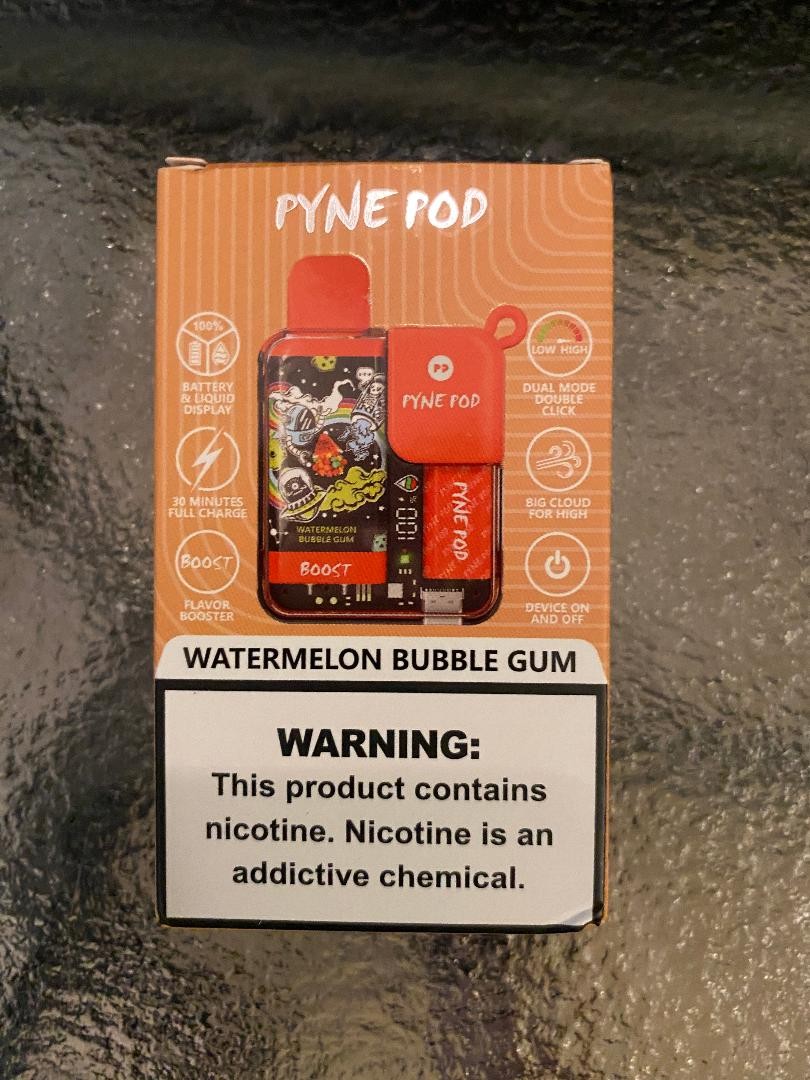 PYNE POD
100%
BATTERY
& LIQUID
DISPLAY
30 MINUTES
FULL CHARGE
BOOST
FLAVOR
BOOSTER
PP
PYNE POD
WATERMELON
BUBBLE GUM
BOOST
100
PYNE POD
LOW HIGH
DUAL MODE
DOUBLE
CLICK
BIG CLOUD
FOR HIGH
DEVICE ON
AND OFF
WATERMELON BUBBLE GUM
WARNING:
This product contains
nicotine. Nicotine is an
addictive chemical.